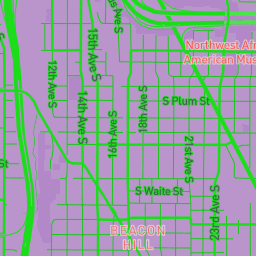 15th Ave S
Northwest Afr
American Mus
12th Ave S
14th Ave S
S Plum St
18th Ave S
16th Ave S
21st Ave S
St
S Waite St
23rd Ave S
BEACON
HILL